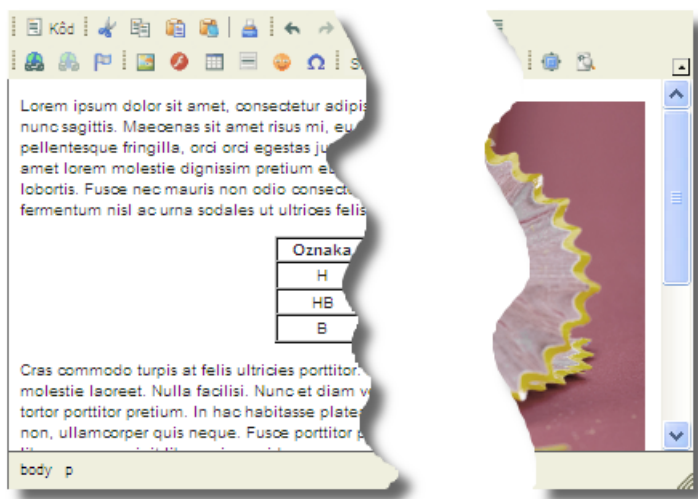 Kôd
Ω S
Lorem ipsum dolor sit amet, consectetur adipis
nunc sagittis. Maecenas sit amet risus mi, eu
pellentesque fringilla, orci orci egestas ju
amet lorem molestie dignissim pretium eu
lobortis. Fusce nec mauris non odio consect
fermentum nisl ac urna sodales ut ultrices felis
Oznaka
H
HB
B
Cras commodo turpis at felis ultricies porttitor.
molestie laoreet. Nulla facilisi. Nunc et diam v
tortor porttitor pretium. In hac habitasse platea
non, ullamcorper quis neque. Fusce porttitor p
body p